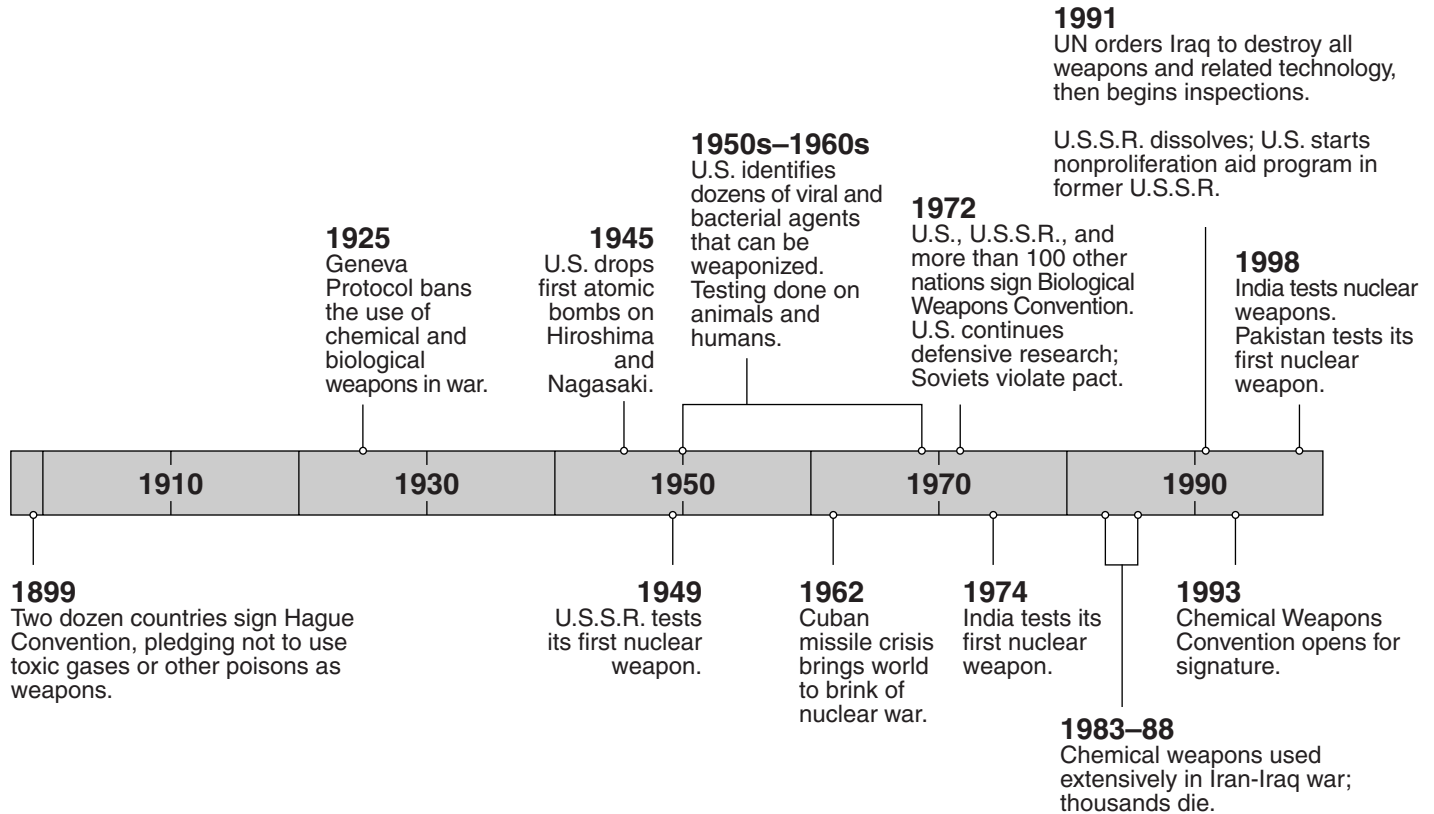 1991
UN orders Iraq to destroy all
weapons and related technology,
then begins inspections.
U.S.S.R. dissolves; U.S. starts
nonproliferation aid program in
former U.S.S.R.
1950s–1960s
U.S. identifies
dozens of viral and
bacterial agents
that can be
weaponized.
Testing done on
animals and
humans.
1972
U.S., U.S.S.R., and
more than 100 other
nations sign Biological
Weapons Convention.
U.S. continues
defensive research;
Soviets violate pact.
1925
Geneva
Protocol bans
the use of
chemical and
biological
weapons in war.
1945
U.S. drops
first atomic
bombs on
Hiroshima
and
Nagasaki.
1998
India tests nuclear
weapons.
Pakistan tests its
first nuclear
weapon.
1910
1930
1950
1970
1990
1899
Two dozen countries sign Hague
Convention, pledging not to use
toxic gases or other poisons as
weapons.
1949
U.S.S.R. tests
its first nuclear
weapon.
1962
Cuban
missile crisis
brings world
to brink of
nuclear war.
1974
India tests its
first nuclear
weapon.
1993
Chemical Weapons
Convention opens for
signature.
1983–88
Chemical weapons used
extensively in Iran-Iraq war;
thousands die.